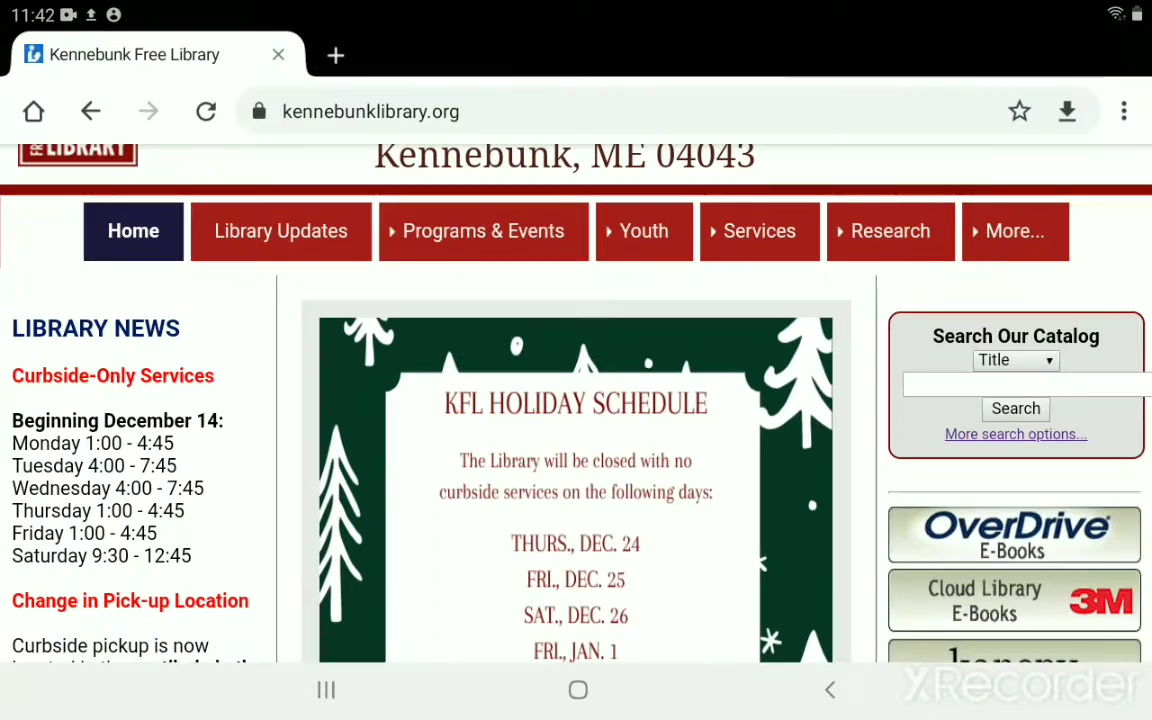 11:42
Kennebunk Free Library
kennebunklibrary.org
LIBRARY
Kennebunk, ME 04043
Home
Library Updates
Programs & Events
Youth
Services
Research
More...
LIBRARY NEWS
Curbside-Only Services
Beginning December 14:
Monday 1:00 - 4:45
Tuesday 4:00 - 7:45
Wednesday 4:00 - 7:45
Thursday 1:00 - 4:45
Friday 1:00 - 4:45
Saturday 9:30 - 12:45
Change in Pick-up Location
Curbside pickup is now
KFL HOLIDAY SCHEDULE
The Library will be closed with no
curbside services on the following days:
THURS., DEC. 24
FRI., DEC. 25
SAT., DEC. 26
FRI., JAN. 1
Search Our Catalog
Title
Search
More search options...
OverDrive
E-Books
Cloud Library
E-Books
3M
XRecorder